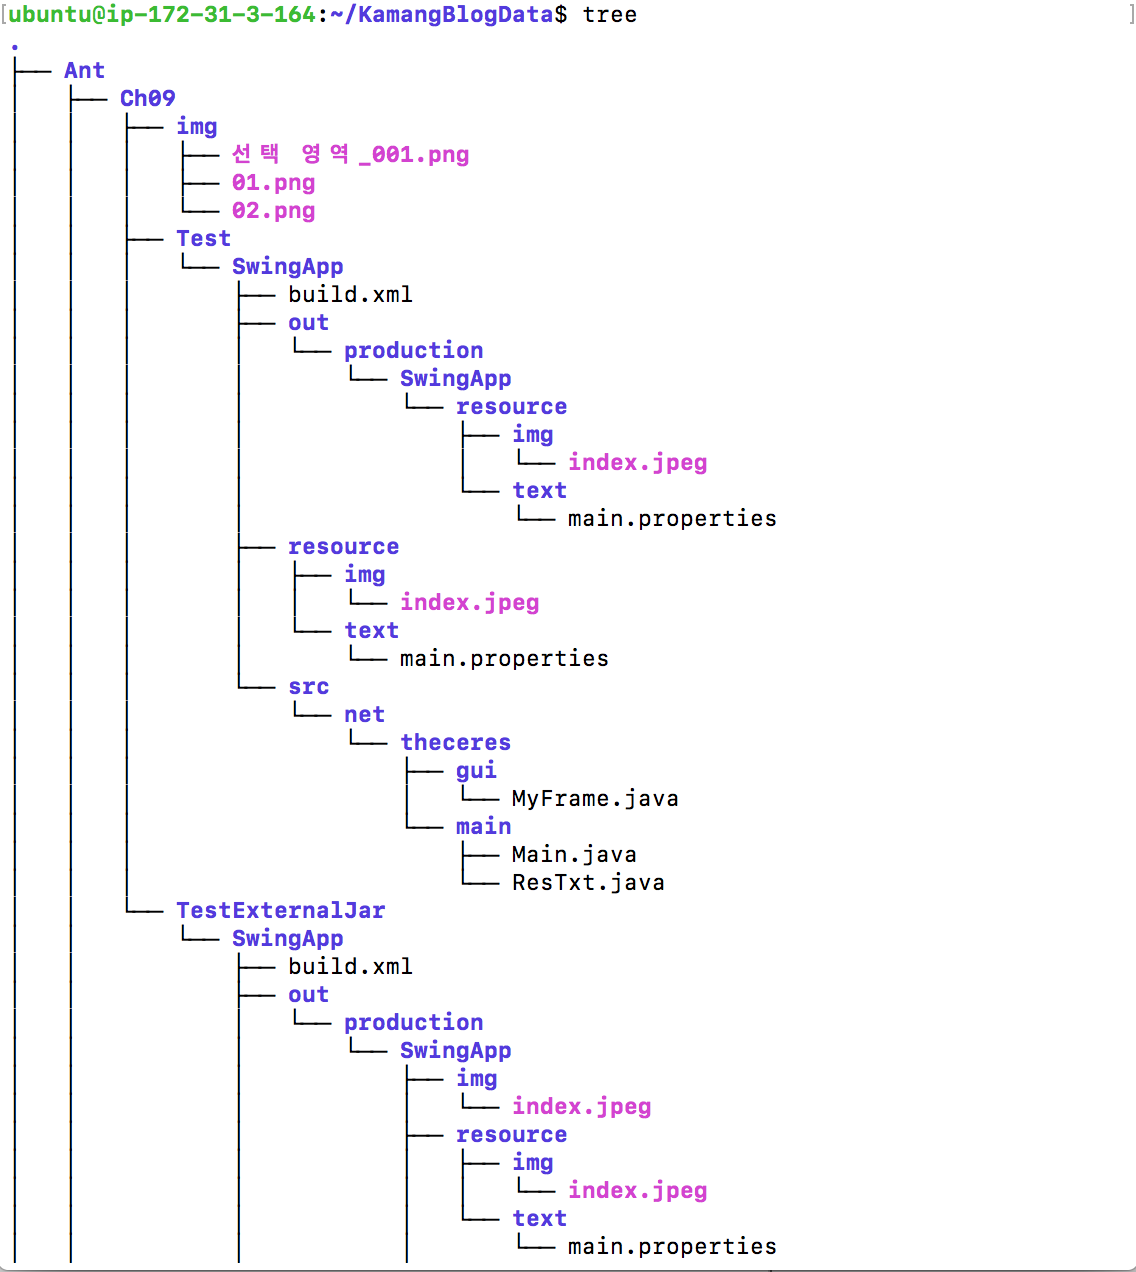 [ubuntu@ip-172-31-3-164:~/KamangBlogData$ tree ]
.
├── Ant
│   ├── Ch09
│   │   ├── img
│   │   │   ├── 선택 영역_001.png
│   │   │   ├── 01.png
│   │   │   └── 02.png
│   │   ├── Test
│   │   │   └── SwingApp
│   │   │       ├── build.xml
│   │   │       ├── out
│   │   │       │   └── production
│   │   │       │       └── SwingApp
│   │   │       │           └── resource
│   │   │       │               ├── img
│   │   │       │               │   └── index.jpeg
│   │   │       │               └── text
│   │   │       │                   └── main.properties
│   │   │       ├── resource
│   │   │       │   ├── img
│   │   │       │   │   └── index.jpeg
│   │   │       │   └── text
│   │   │       │       └── main.properties
│   │   │       └── src
│   │   │           └── net
│   │   │               └── theceres
│   │   │                   ├── gui
│   │   │                   │   └── MyFrame.java
│   │   │                   └── main
│   │   │                       ├── Main.java
│   │   │                       └── ResTxt.java
│   │   └── TestExternalJar
│   │       └── SwingApp
│   │           ├── build.xml
│   │           ├── out
│   │           │   └── production
│   │           │       └── SwingApp
│   │           │           ├── img
│   │           │           │   └── index.jpeg
│   │           │           ├── resource
│   │           │           │   ├── img
│   │           │           │   │   └── index.jpeg
│   │           │           │   └── text
│   │           │           │       └── main.properties